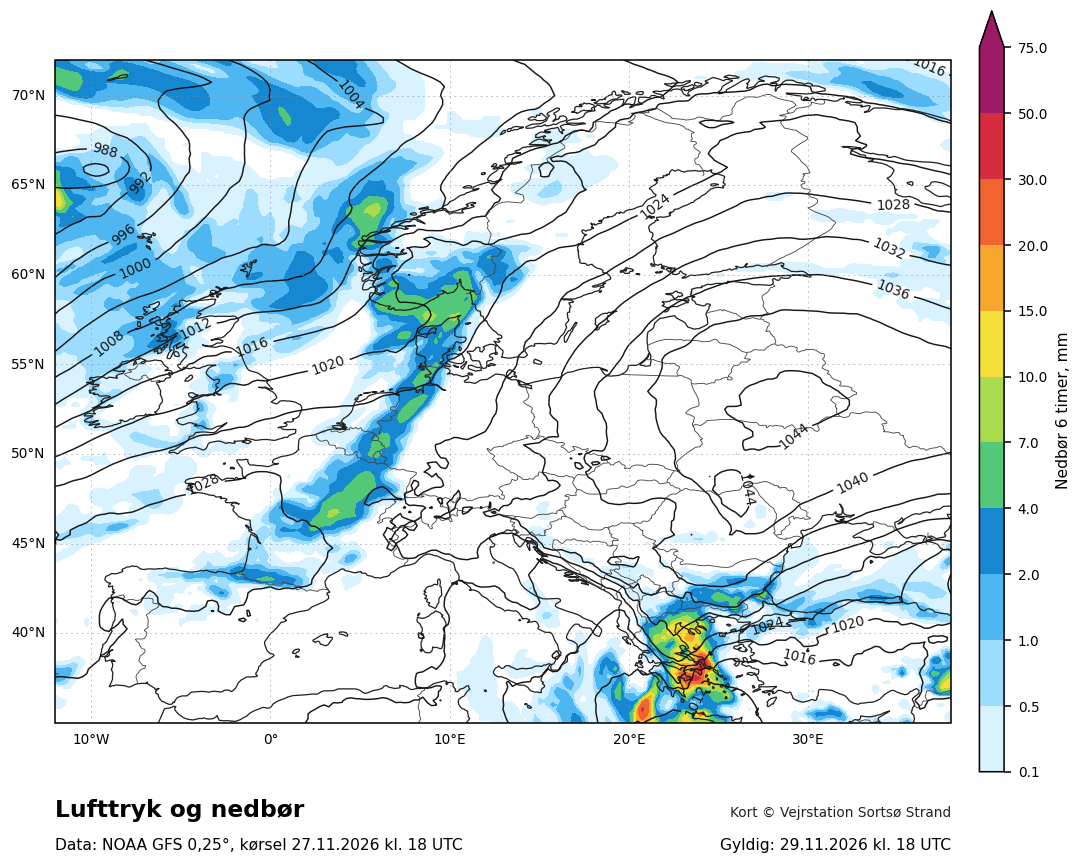 75.0
50.0
30.0
20.0
15.0
10.0
7.0
4.0
2.0
1.0
0.5
0.1
Nedbør 6 timer, mm
70°N
65°N
60°N
55°N
50°N
45°N
40°N
10°W
0°
10°E
20°E
30°E
1016
1004
988
992
996
1000
1008
1012
1016
1020
1024
1028
1032
1036
1028
1044
1044
1040
1024
1020
1016
Lufttryk og nedbør
Kort © Vejrstation Sortsø Strand
Data: NOAA GFS 0,25°, kørsel 27.11.2026 kl. 18 UTC
Gyldig: 29.11.2026 kl. 18 UTC